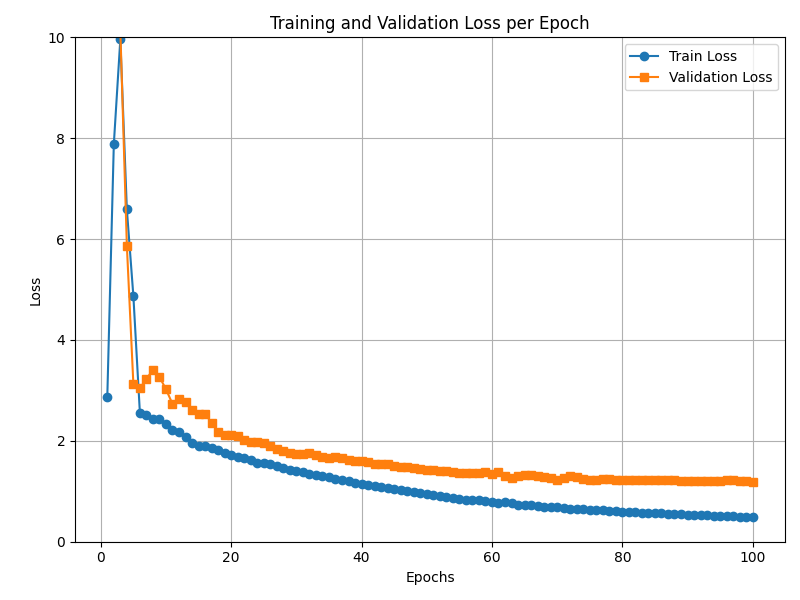 Training and Validation Loss per Epoch
Train Loss
Validation Loss
Loss
10
8
6
4
2
0
0 20 40 60 80 100
Epochs